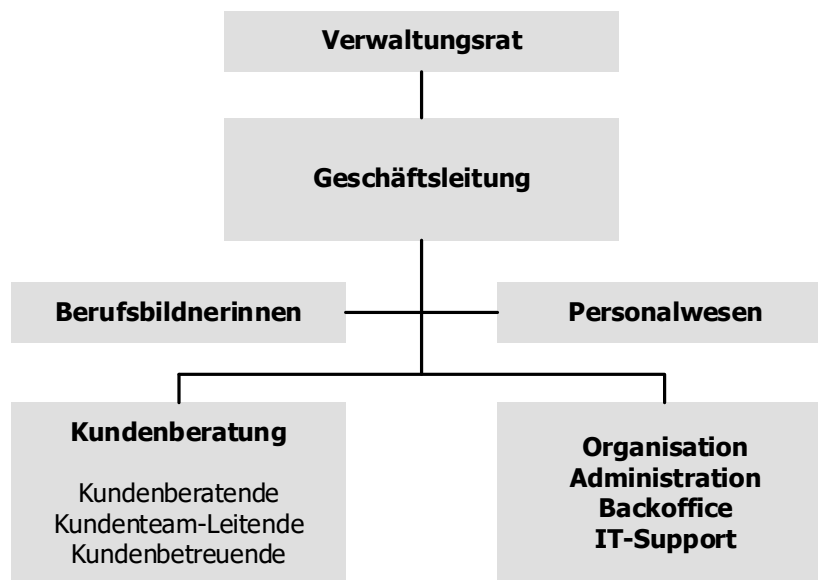 Verwaltungsrat
Geschäftsleitung
Berufsbildnerinnen
Personalwesen
Kundenberatung
Kundenberatende
Kundenteam-Leitende
Kundenbetreuende
Organisation
Administration
Backoffice
IT-Support